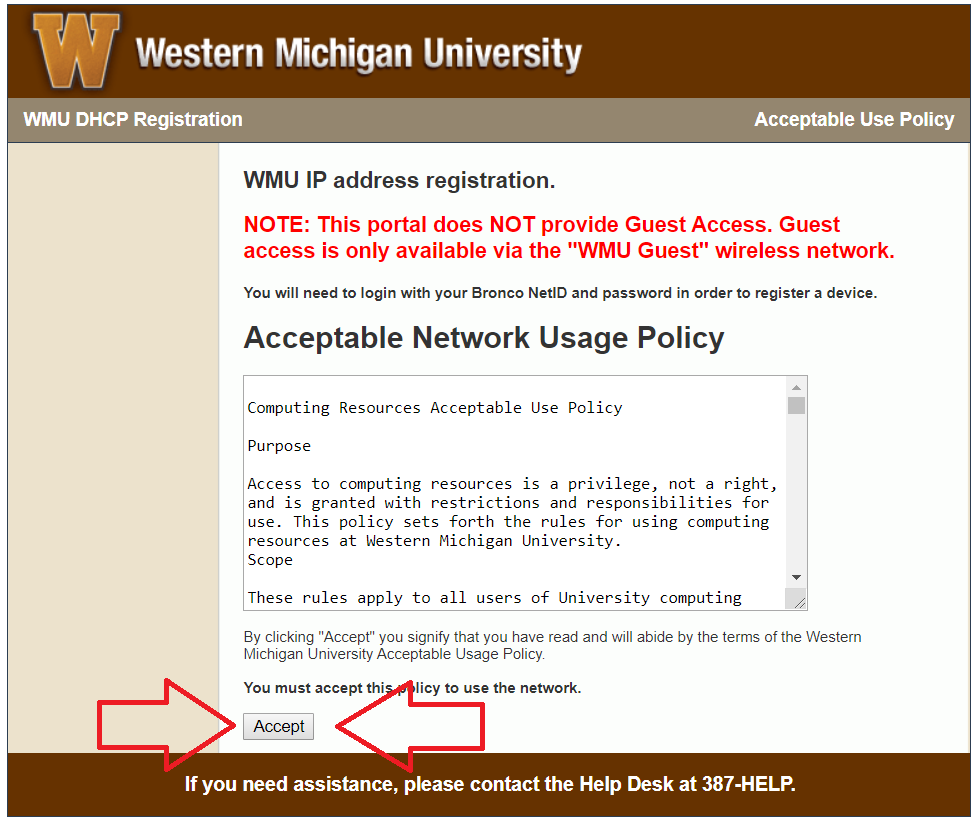 W
Western Michigan University
WMU DHCP Registration
Acceptable Use Policy
WMU IP address registration.
NOTE: This portal does NOT provide Guest Access. Guest
access is only available via the "WMU Guest" wireless network.
You will need to login with your Bronco NetID and password in order to register a device.
Acceptable Network Usage Policy
Computing Resources Acceptable Use Policy
Purpose
Access to computing resources is a privilege, not a right,
and is granted with restrictions and responsibilities for
use. This policy sets forth the rules for using computing
resources at Western Michigan University.
Scope
These rules apply to all users of University computing
By clicking "Accept" you signify that you have read and will abide by the terms of the Western
Michigan University Acceptable Usage Policy.
You must accept this policy to use the network.
Accept
If you need assistance, please contact the Help Desk at 387-HELP.